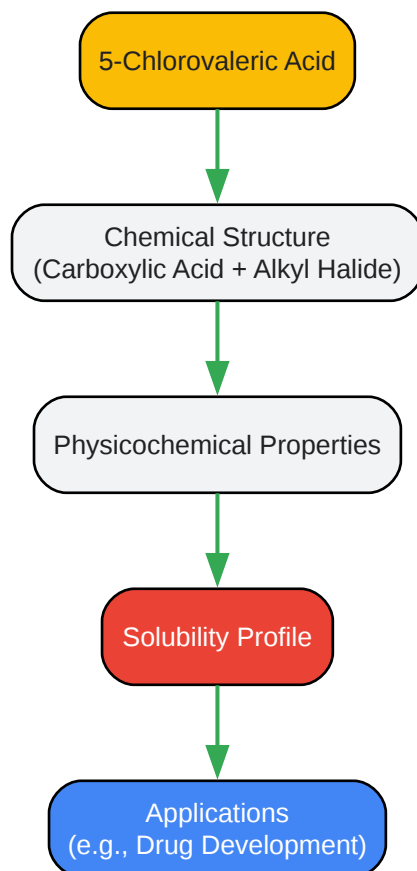 5-Chlorovaleric Acid
Chemical Structure
(Carboxylic Acid + Alkyl Halide)
Physicochemical Properties
Solubility Profile
Applications
(e.g., Drug Development)